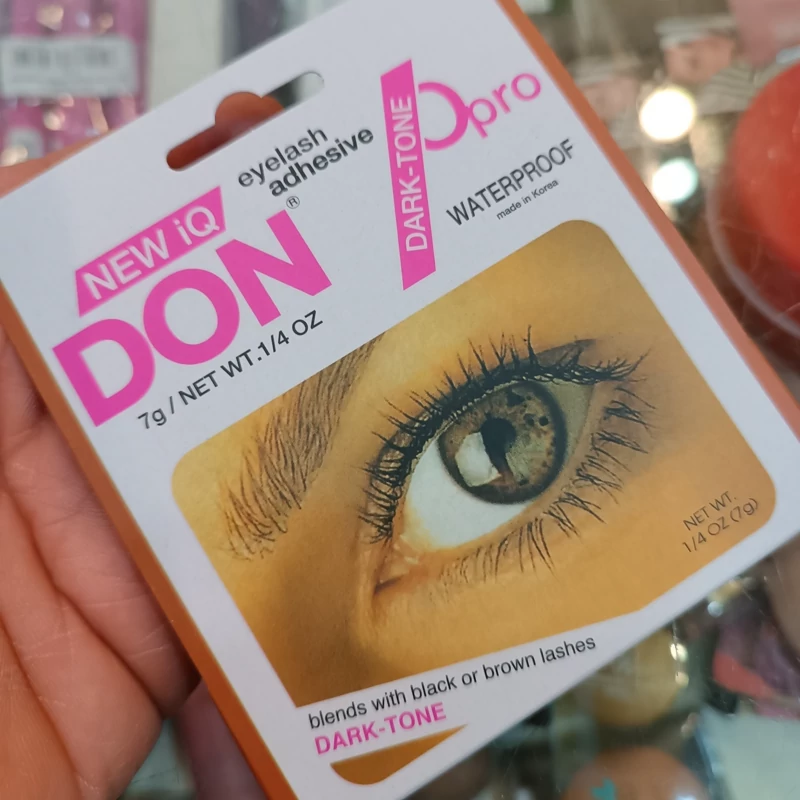 eyelash
adhesive
NEW iQ
DON®
7g / NET WT.1/4 OZ
DARK-TONE
pro
WATERPROOF
made in Korea
NET WT.
1/4 OZ (7g)
blends with black or brown lashes
DARK-TONE